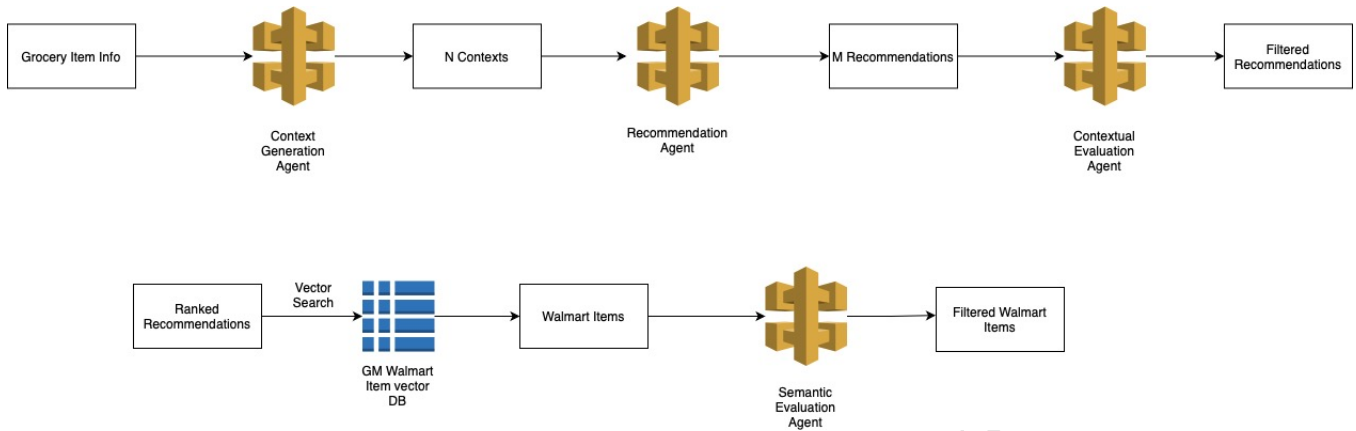 Grocery Item Info
N Contexts
M Recommendations
Filtered
Recommendations
Context
Generation
Agent
Recommendation
Agent
Contextual
Evaluation
Agent
Ranked
Recommendations
Vector
Search
GM Walmart
Item vector
DB
Walmart Items
Semantic
Evaluation
Agent
Filtered Walmart
Items